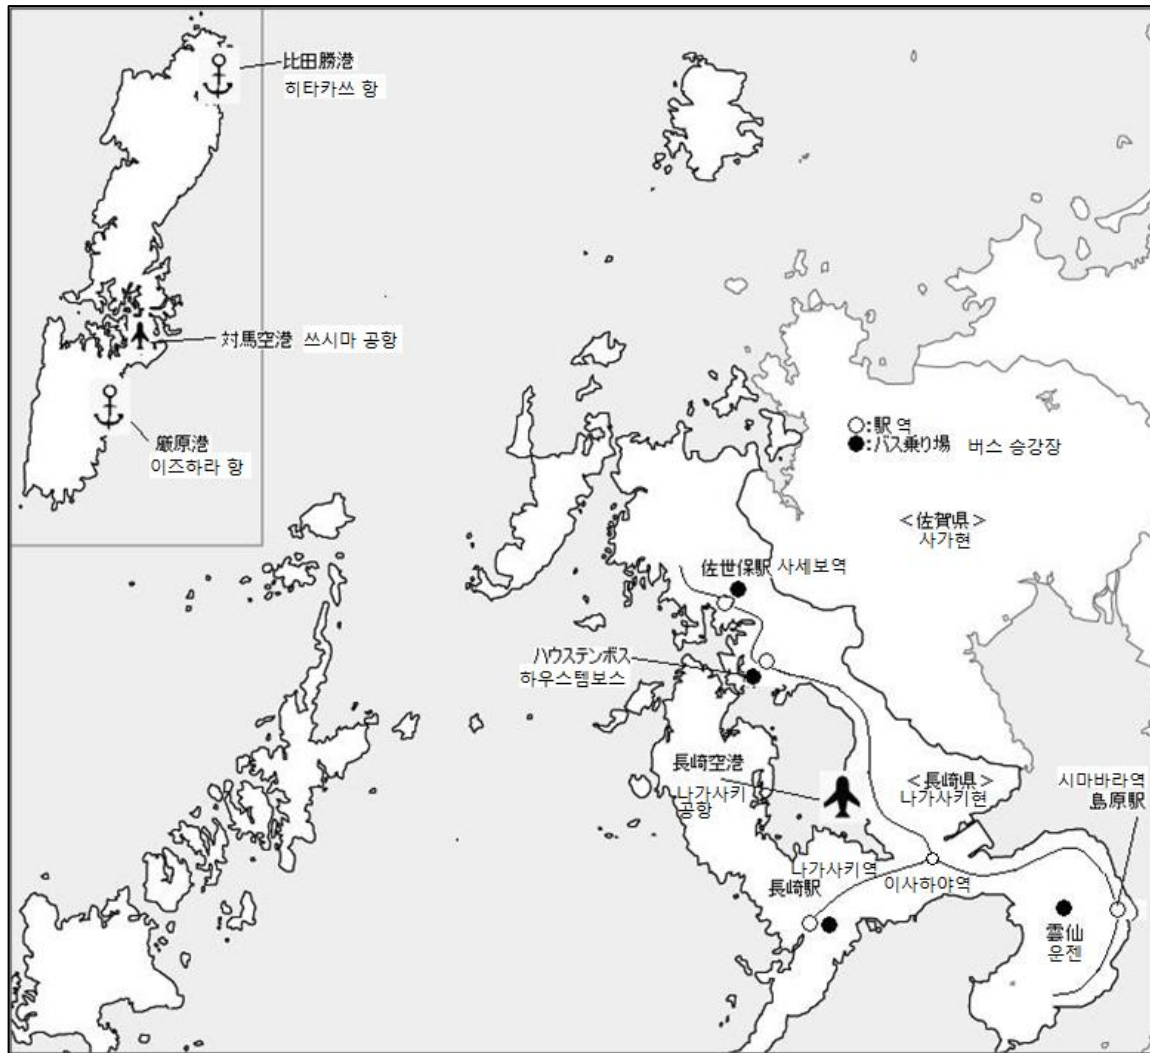 比田勝港
히타카쓰 항
対馬空港 쓰시마 공항
厳原港
이즈하라 항
○:駅 역
●:バス乗り場 버스 승강장
<佐賀県>
사가현
佐世保駅 사세보역
ハウステンボス
하우스템보스
長崎空港
나가사키
공항
<長崎県>
나가사키현
시마바라역
島原駅
나가사키역
長崎駅
이사하야역
雲仙
운젠